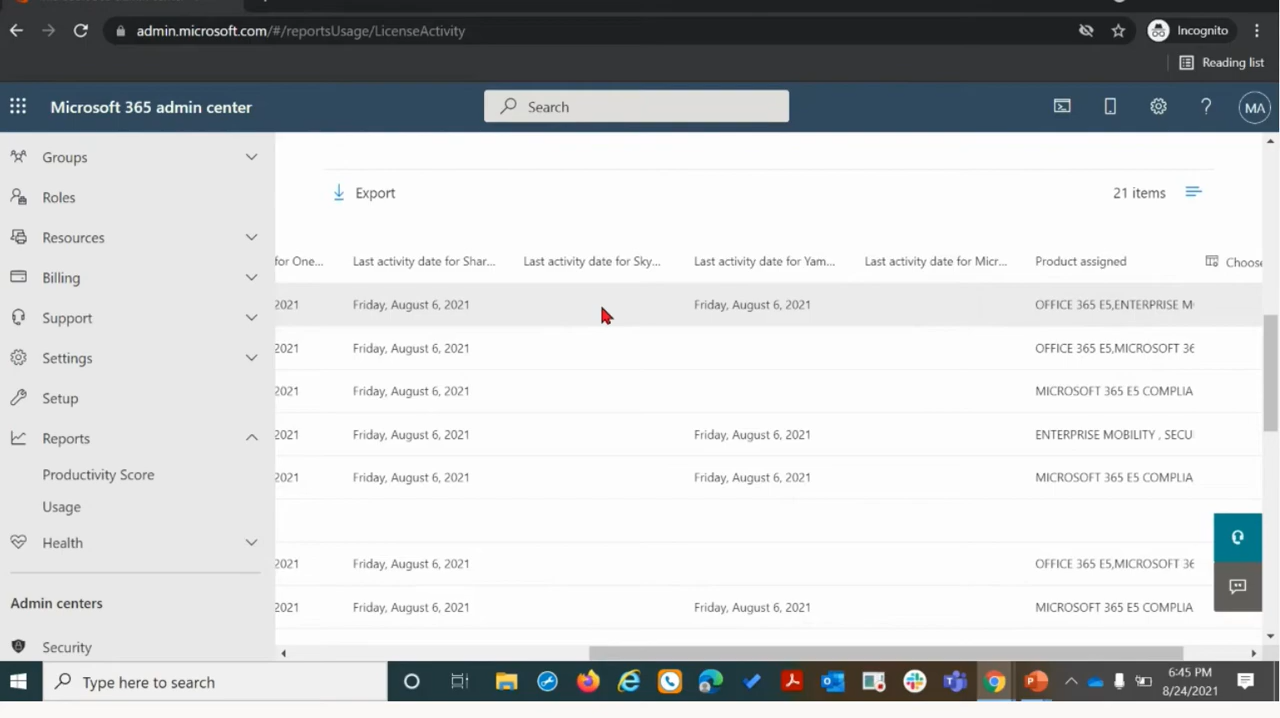 admin.microsoft.com/#/reportsUsage/LicenseActivity
Incognito
Reading list
Microsoft 365 admin center
Search
MA
Groups
Roles
Resources
Billing
Support
Settings
Setup
Reports
Productivity Score
Usage
Health
Admin centers
Security
Export
21 items
for One... Last activity date for Shar... Last activity date for Sky... Last activity date for Yam... Last activity date for Micr... Product assigned Choose
2021 Friday, August 6, 2021 Friday, August 6, 2021 OFFICE 365 E5,ENTERPRISE M
2021 Friday, August 6, 2021 OFFICE 365 E5,MICROSOFT 36
2021 Friday, August 6, 2021 MICROSOFT 365 E5 COMPLIA
2021 Friday, August 6, 2021 Friday, August 6, 2021 ENTERPRISE MOBILITY , SECU
2021 Friday, August 6, 2021 Friday, August 6, 2021 MICROSOFT 365 E5 COMPLIA
2021 Friday, August 6, 2021 OFFICE 365 E5,MICROSOFT 36
2021 Friday, August 6, 2021 Friday, August 6, 2021 MICROSOFT 365 E5 COMPLIA
Type here to search
6:45 PM
8/24/2021